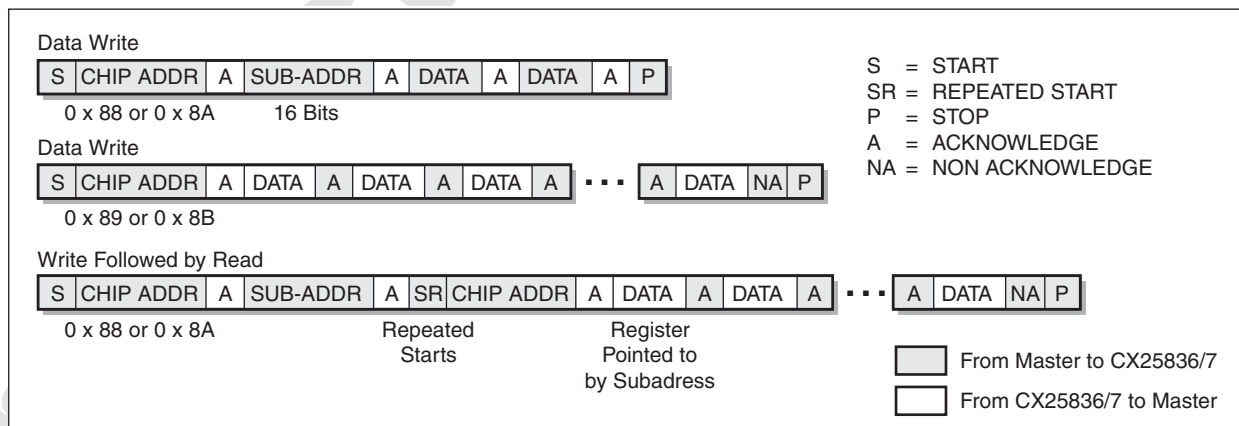 Data Write
S CHIP ADDR A SUB-ADDR A DATA A DATA A P
0 x 88 or 0 x 8A 16 Bits
Data Write
S CHIP ADDR A DATA A DATA A DATA A ▪▪▪ A DATA NA P
0 x 89 or 0 x 8B
Write Followed by Read
S CHIP ADDR A SUB-ADDR A SR CHIP ADDR A DATA A DATA A ▪▪▪ A DATA NA P
0 x 88 or 0 x 8A
Repeated
Starts
Register
Pointed to
by Subadress
S = START
SR = REPEATED START
P = STOP
A = ACKNOWLEDGE
NA = NON ACKNOWLEDGE
From Master to CX25836/7
From CX25836/7 to Master